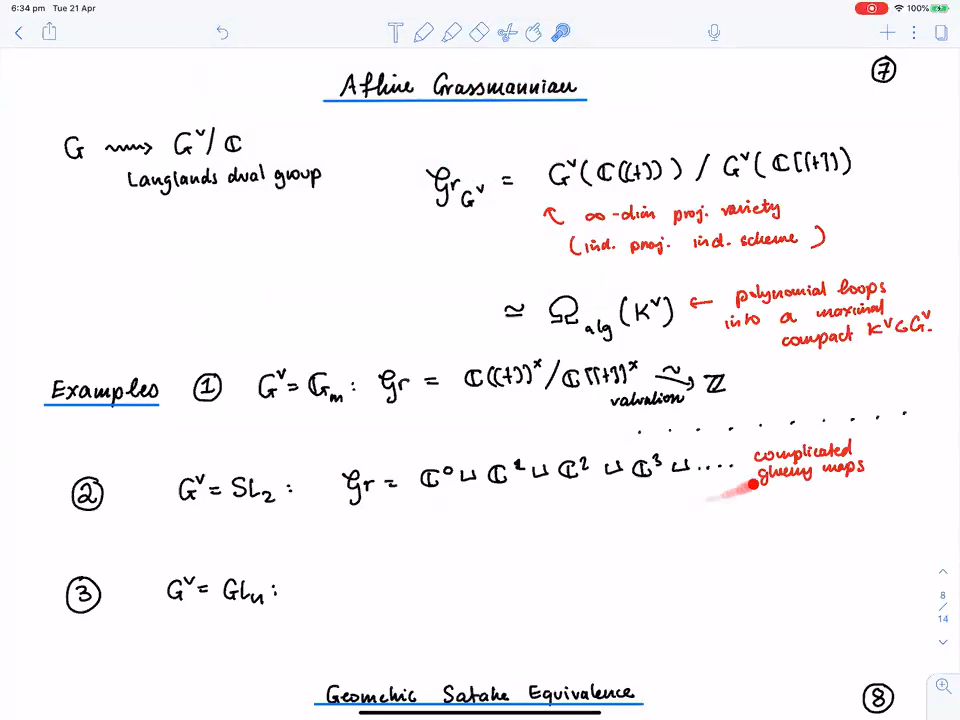 6:34 pm Tue 21 Apr
100%
7
Affine Grassmannian
G ⇝ G^∨/ℂ
Langlands dual group
Gr_{G^∨} = G^∨(ℂ((t))) / G^∨(ℂ[[t]])
↖ ∞-dim proj. variety
(ind. proj. ind. scheme)
≃ Ω_alg (K^∨) ← polynomial loops
into a maximal
compact K^∨ ⊂ G^∨.
Examples ① G^∨ = 𝔾_m : Gr = ℂ((t))^× / ℂ[[t]]^× ~→ ℤ
valuation
. . . . . . . . .
② G^∨ = SL_2 : Gr = ℂ^0 ⊔ ℂ^1 ⊔ ℂ^2 ⊔ ℂ^3 ⊔ .... complicated
glueing maps
③ G^∨ = GL_n :
8
/
14
Geometric Satake Equivalence
8